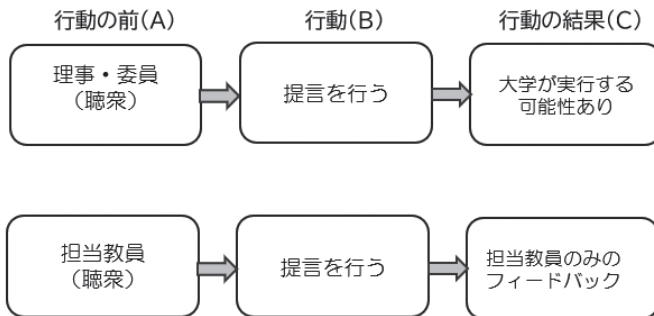 行動の前(A)
行動(B)
行動の結果(C)
理事・委員
(聴衆)
提言を行う
大学が実行する
可能性あり
担当教員
(聴衆)
提言を行う
担当教員のみの
フィードバック